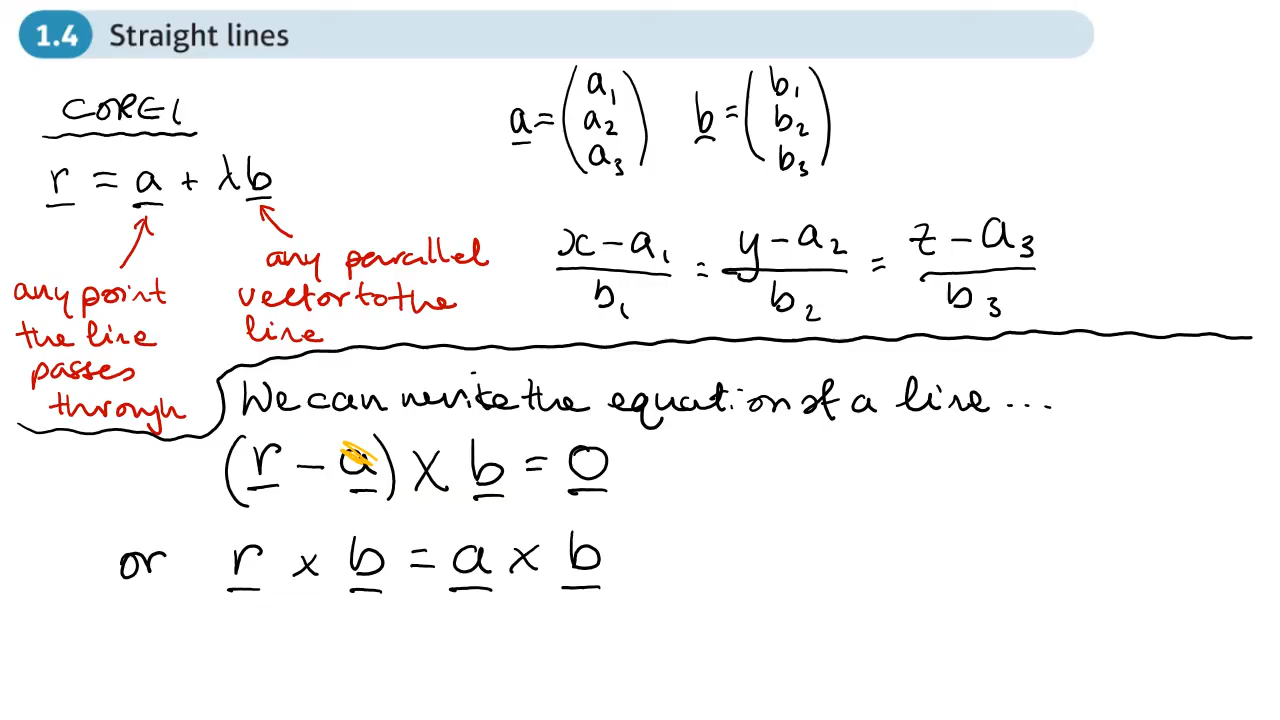 1.4 Straight lines
CORE 1
r = a + λb
any point
the line
passes
through
any parallel
vector to the
line
a = (a₁ a₂ a₃) b = (b₁ b₂ b₃)
x - a₁ / b₁ = y - a₂ / b₂ = z - a₃ / b₃
We can rewrite the equation of a line ...
(r - a) × b = 0
or r × b = a × b